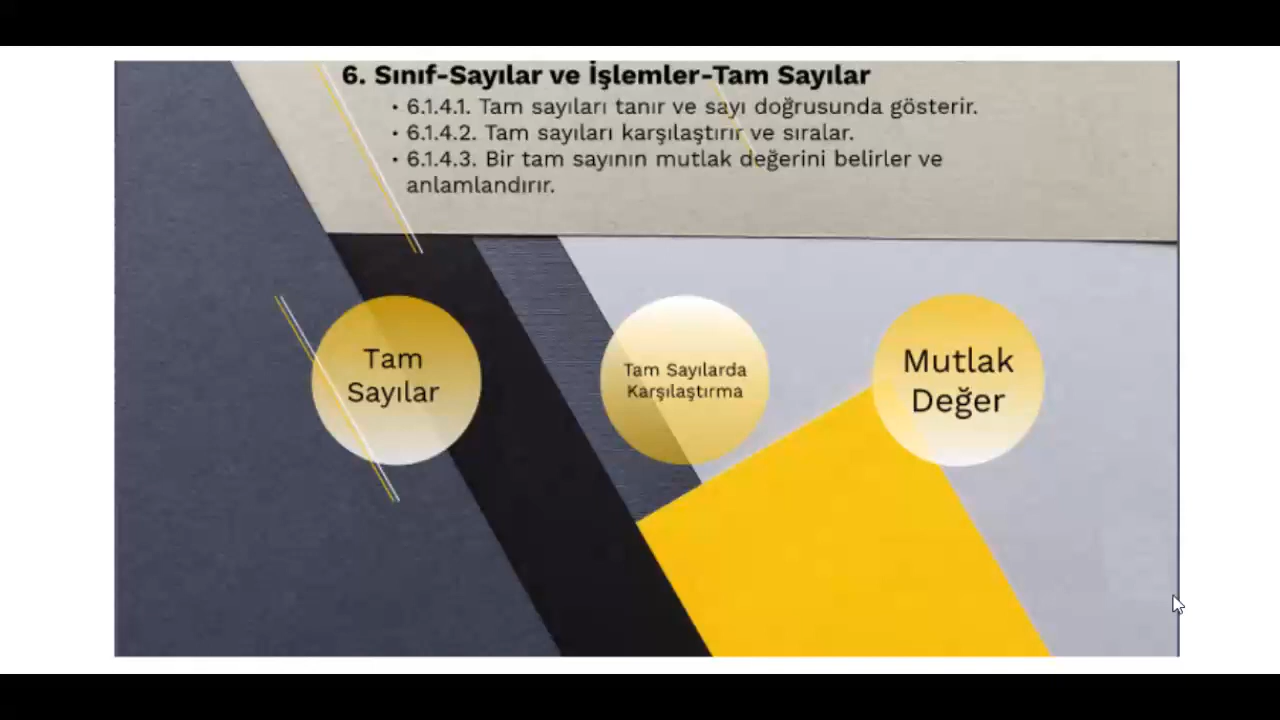 6. Sınıf-Sayılar ve İşlemler-Tam Sayılar
• 6.1.4.1. Tam sayıları tanır ve sayı doğrusunda gösterir.
• 6.1.4.2. Tam sayıları karşılaştırır ve sıralar.
• 6.1.4.3. Bir tam sayının mutlak değerini belirler ve
anlamlandırır.
Tam
Sayılar
Tam Sayılarda
Karşılaştırma
Mutlak
Değer